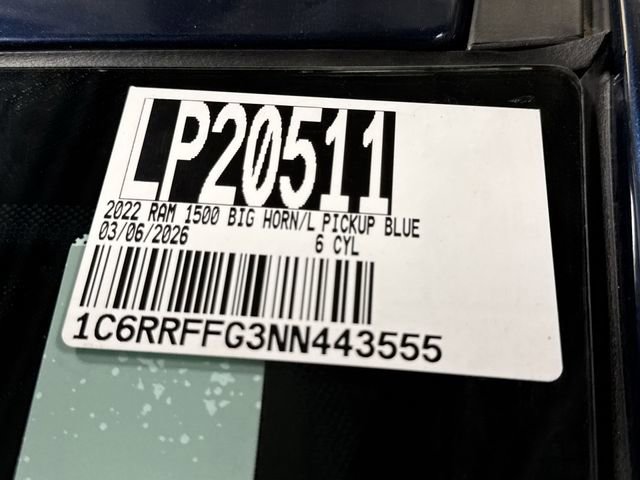 LP20511
2022 RAM 1500 BIG HORN/L PICKUP BLUE
03/06/2026 6 CYL
1C6RRFFG3NN443555